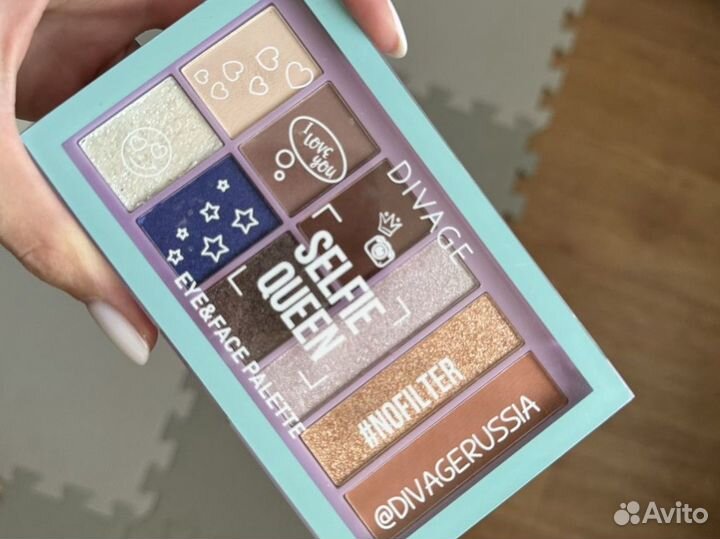 I
LOVE
YOU
DIVAGE
SELFIE
QUEEN
EYE&FACE PALETTE
#NOFILTER
@DIVAGERUSSIA
Avito